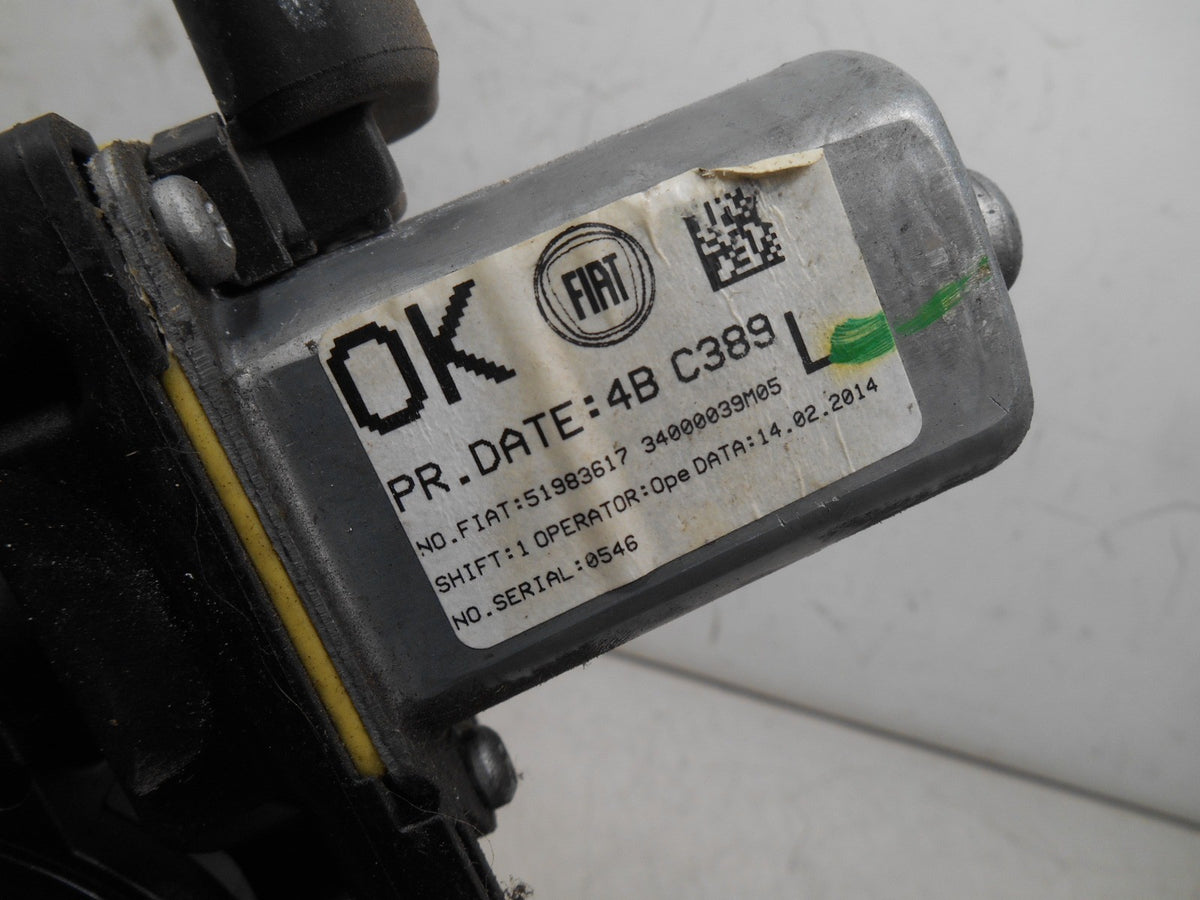 FIAT
OK
PR.DATE:4B C389 L
NO.FIAT:51983617 34000039M05
SHIFT:1 OPERATOR:Ope DATA:14.02.2014
NO.SERIAL:0546